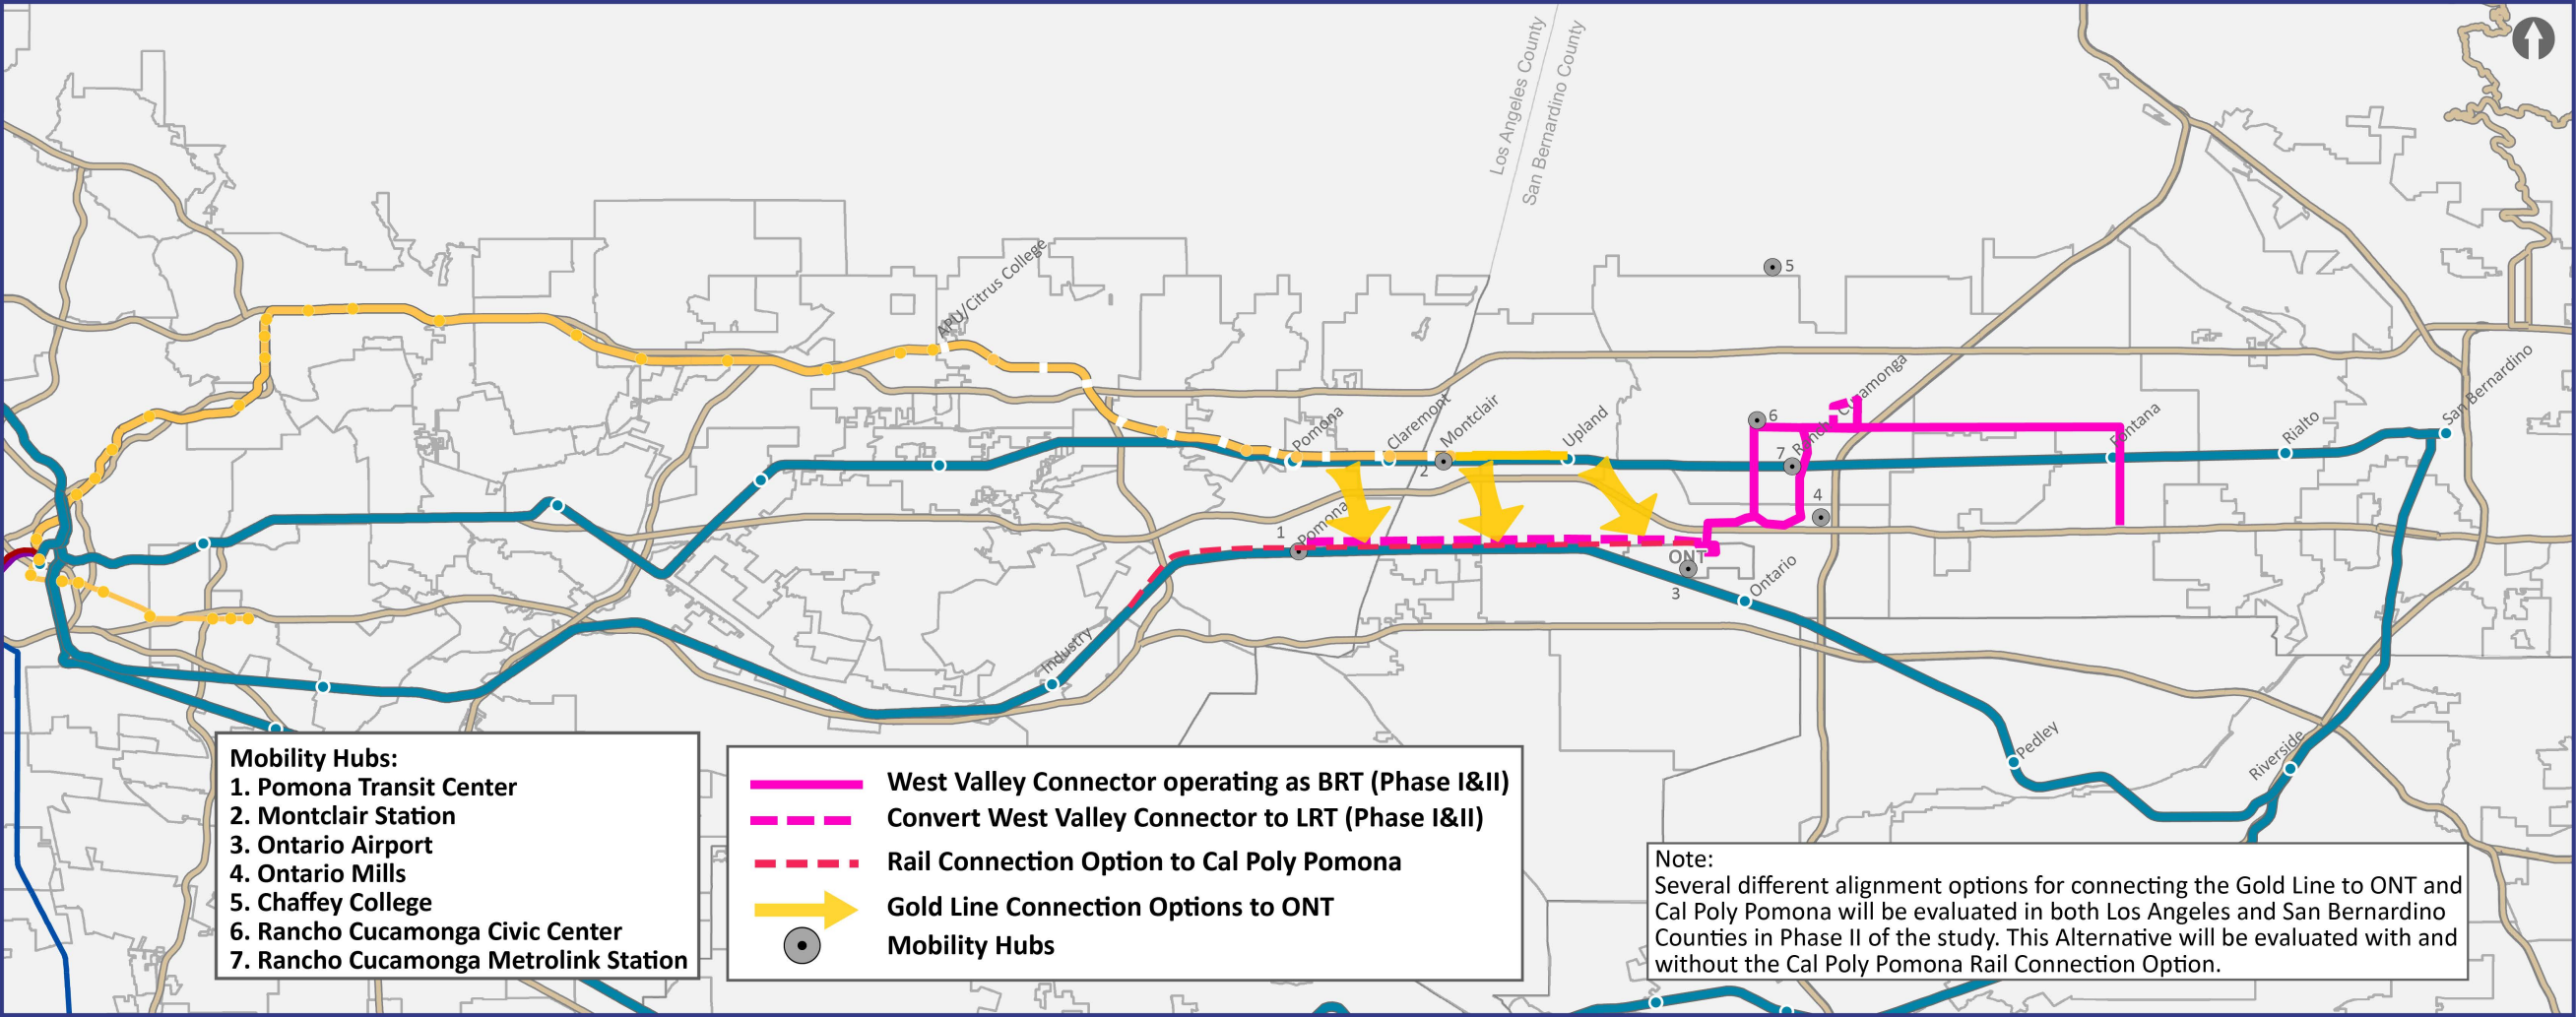 Los Angeles County
San Bernardino County
APU/Citrus College
5
Pomona
Claremont
Montclair
Upland
6
Rancho Cucamonga
7
Fontana
Rialto
San Bernardino
2
4
1
Pomona
ONT
3
Ontario
Industry
Pedley
Riverside
Mobility Hubs:
1. Pomona Transit Center
2. Montclair Station
3. Ontario Airport
4. Ontario Mills
5. Chaffey College
6. Rancho Cucamonga Civic Center
7. Rancho Cucamonga Metrolink Station
West Valley Connector operating as BRT (Phase I&II)
Convert West Valley Connector to LRT (Phase I&II)
Rail Connection Option to Cal Poly Pomona
Gold Line Connection Options to ONT
Mobility Hubs
Note:
Several different alignment options for connecting the Gold Line to ONT and
Cal Poly Pomona will be evaluated in both Los Angeles and San Bernardino
Counties in Phase II of the study. This Alternative will be evaluated with and
without the Cal Poly Pomona Rail Connection Option.